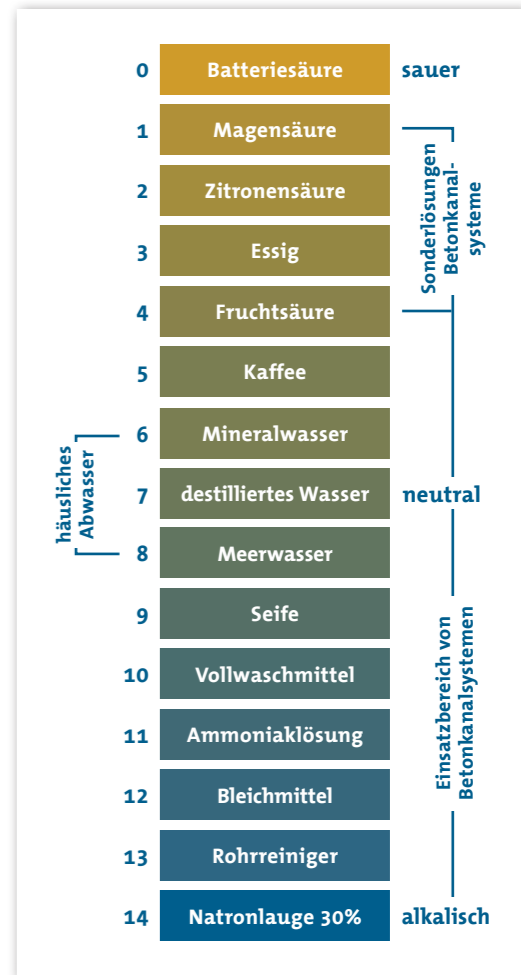 0 Batteriesäure sauer
1 Magensäure
2 Zitronensäure
3 Essig
4 Fruchtsäure
5 Kaffee
6 Mineralwasser
7 destilliertes Wasser neutral
8 Meerwasser
9 Seife
10 Vollwaschmittel
11 Ammoniaklösung
12 Bleichmittel
13 Rohrreiniger
14 Natronlauge 30% alkalisch
häusliches
Abwasser
Sonderlösungen
Betonkanal-
systeme
Einsatzbereich von
Betonkanalsystemen